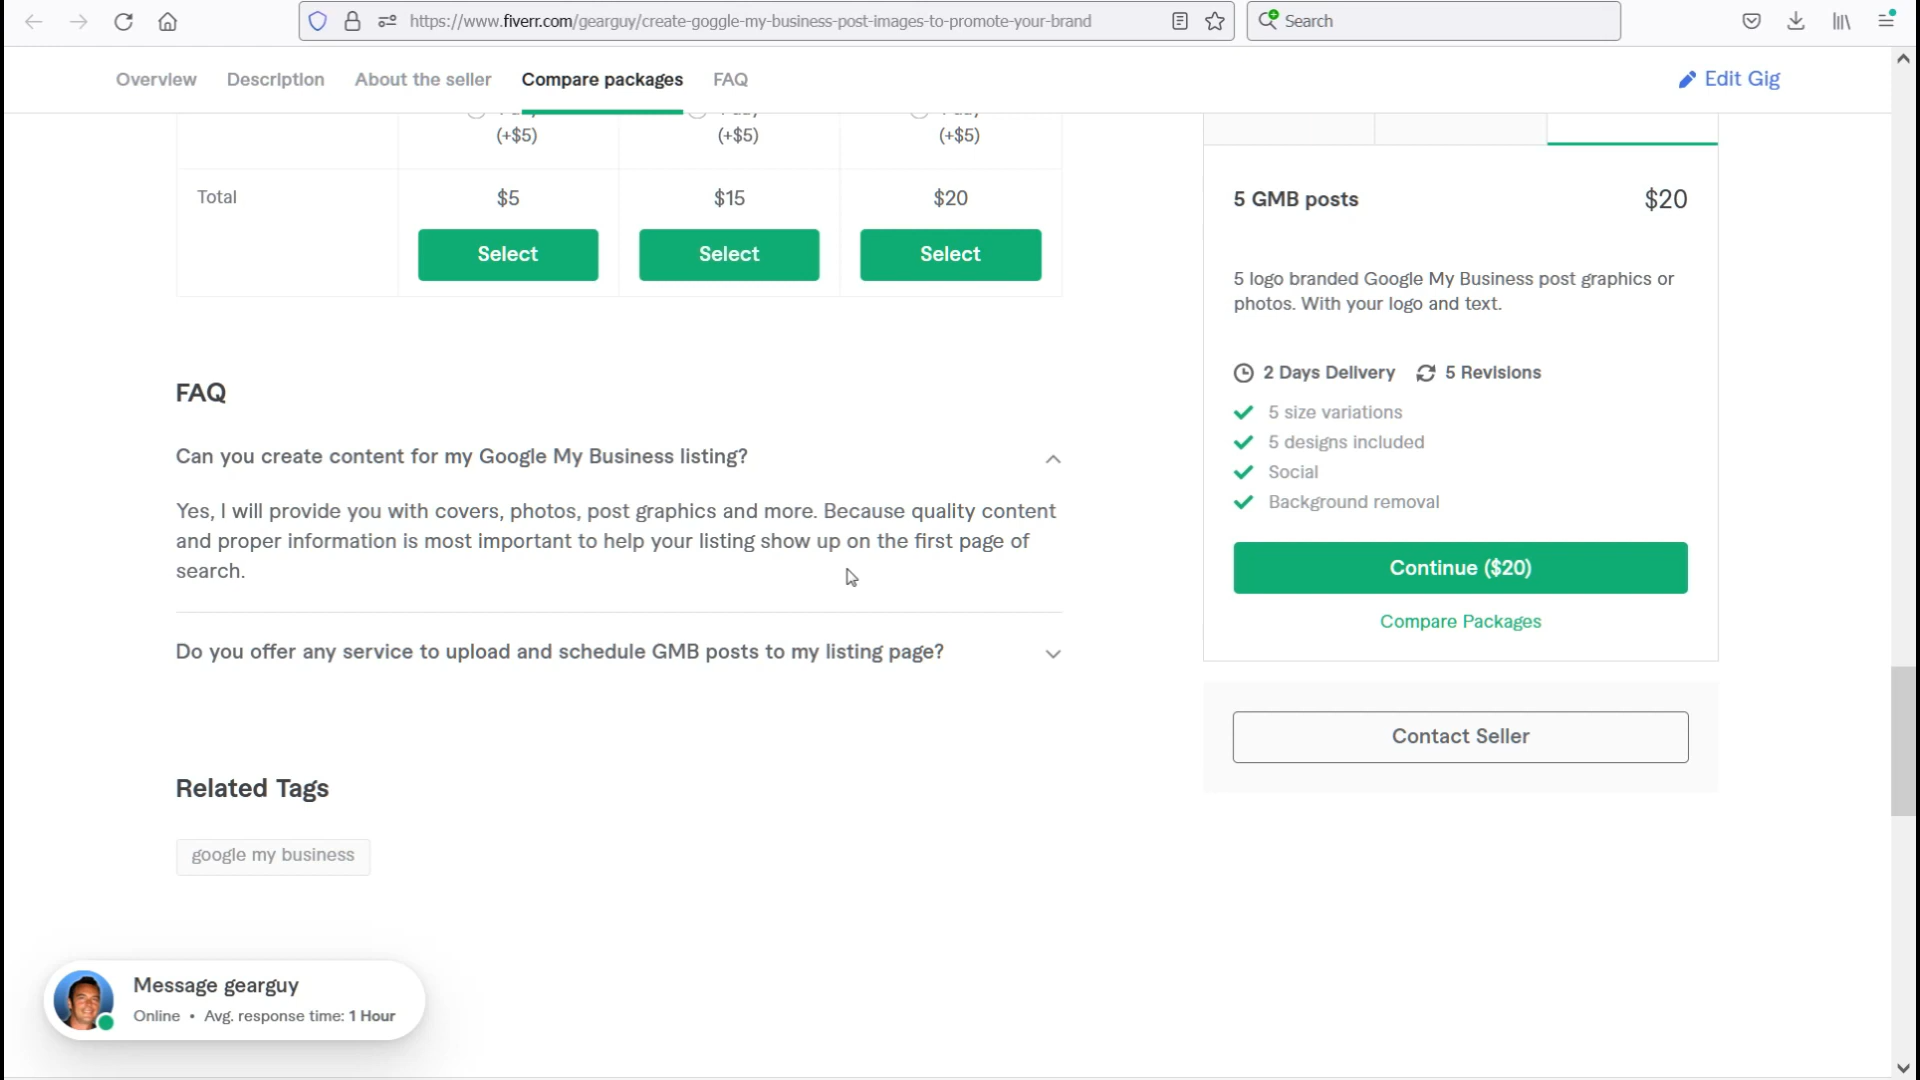 https://www.fiverr.com/gearguy/create-goggle-my-business-post-images-to-promote-your-brand
Search
Overview
Description
About the seller
Compare packages
FAQ
Edit Gig
(+$5)
(+$5)
(+$5)
Total
$5
$15
$20
Select
Select
Select
FAQ
Can you create content for my Google My Business listing?
Yes, I will provide you with covers, photos, post graphics and more. Because quality content
and proper information is most important to help your listing show up on the first page of
search.
Do you offer any service to upload and schedule GMB posts to my listing page?
Related Tags
google my business
5 GMB posts
$20
5 logo branded Google My Business post graphics or
photos. With your logo and text.
2 Days Delivery
5 Revisions
5 size variations
5 designs included
Social
Background removal
Continue ($20)
Compare Packages
Contact Seller
Message gearguy
Online • Avg. response time: 1 Hour